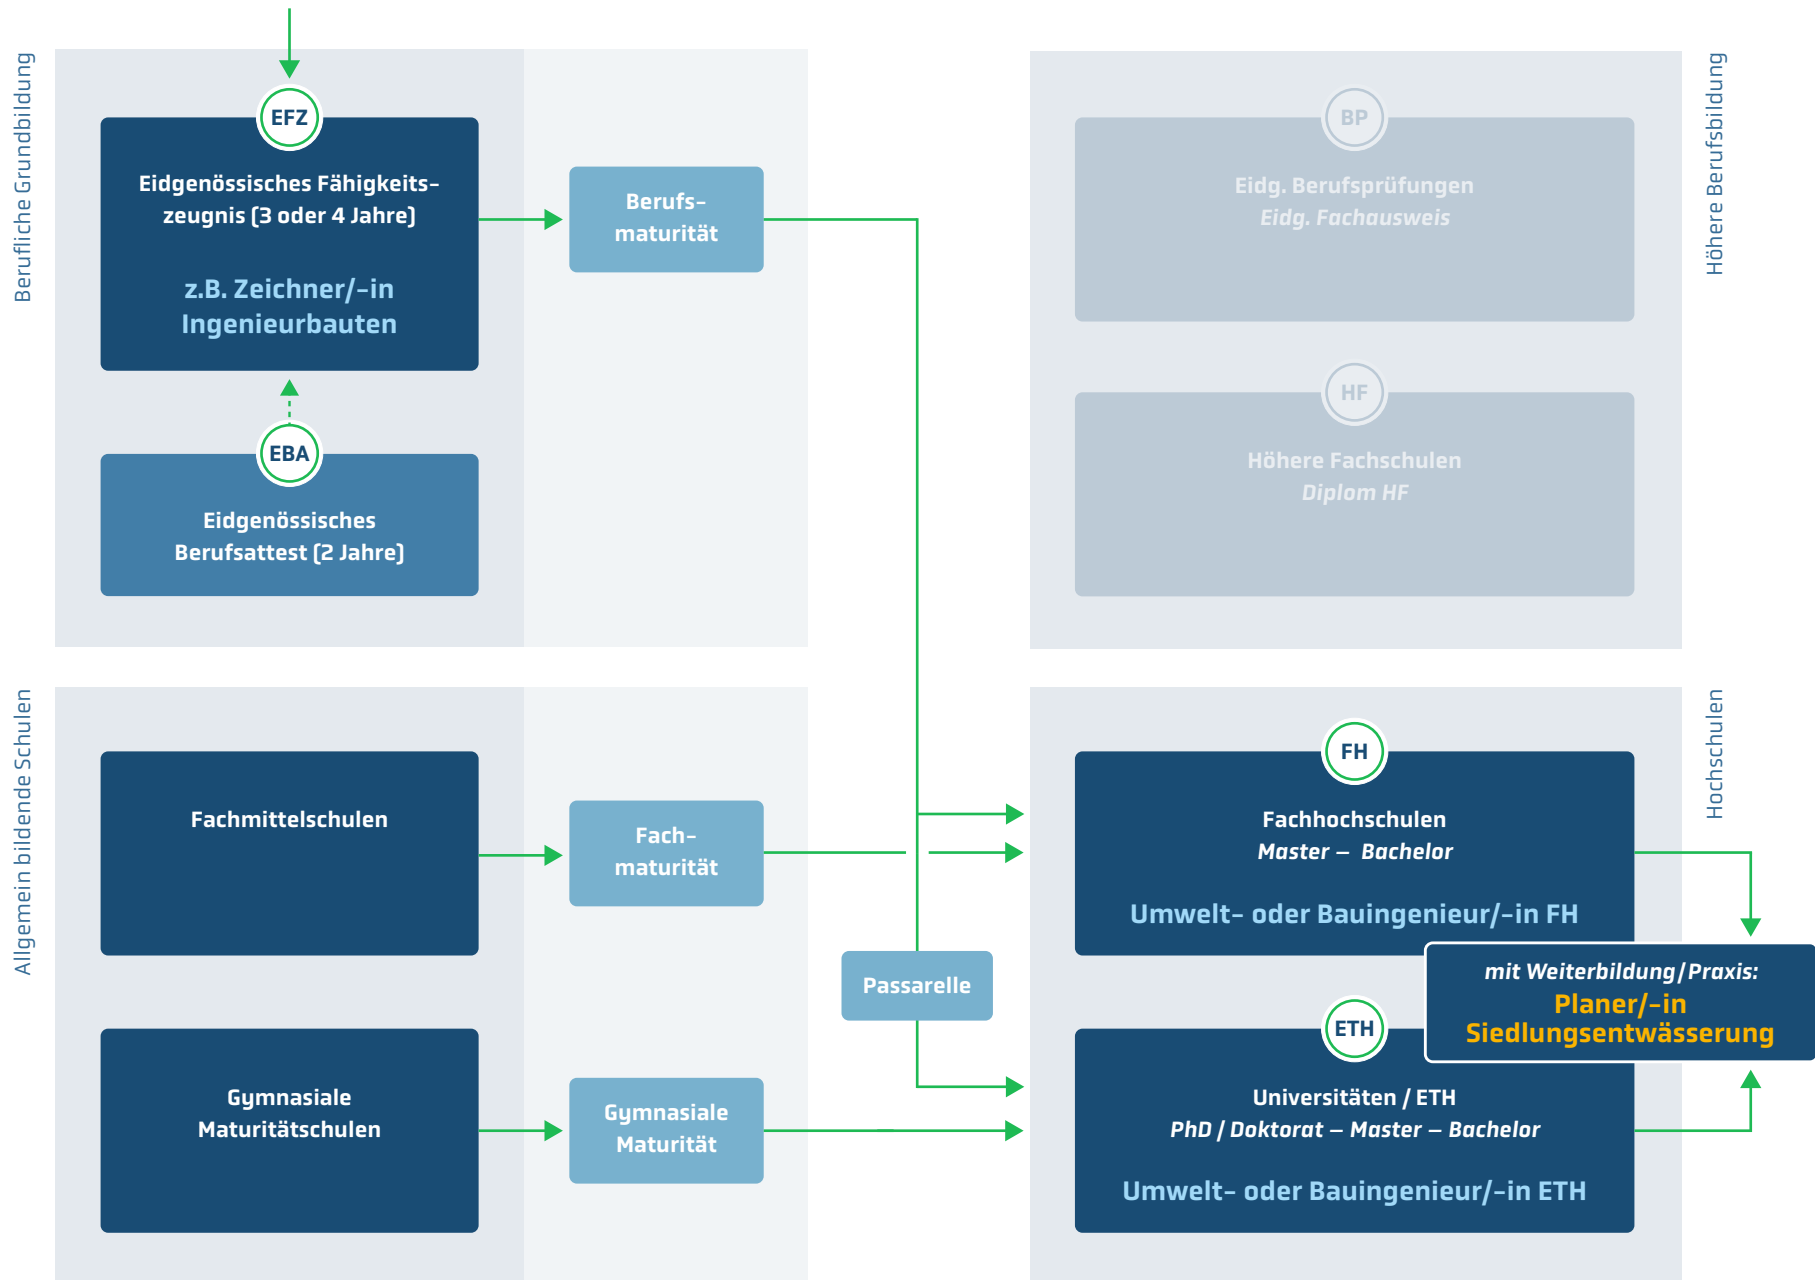 Berufliche Grundbildung
EFZ
Eidgenössisches Fähigkeits-
zeugnis (3 oder 4 Jahre)
z.B. Zeichner/-in
Ingenieurbauten
EBA
Eidgenössisches
Berufsattest (2 Jahre)
Berufs-
maturität
Höhere Berufsbildung
BP
Eidg. Berufsprüfungen
Eidg. Fachausweis
HF
Höhere Fachschulen
Diplom HF
Allgemein bildende Schulen
Fachmittelschulen
Fach-
maturität
Gymnasiale
Maturitätschulen
Gymnasiale
Maturität
Passarelle
Hochschulen
FH
Fachhochschulen
Master – Bachelor
Umwelt- oder Bauingenieur/-in FH
mit Weiterbildung/Praxis:
Planer/-in
Siedlungsentwässerung
ETH
Universitäten / ETH
PhD / Doktorat – Master – Bachelor
Umwelt- oder Bauingenieur/-in ETH